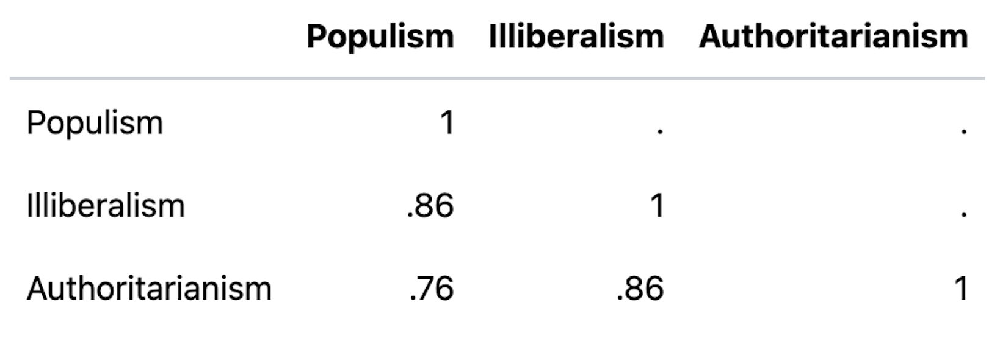 Populism Illiberalism Authoritarianism
Populism 1 . .
Illiberalism .86 1 .
Authoritarianism .76 .86 1